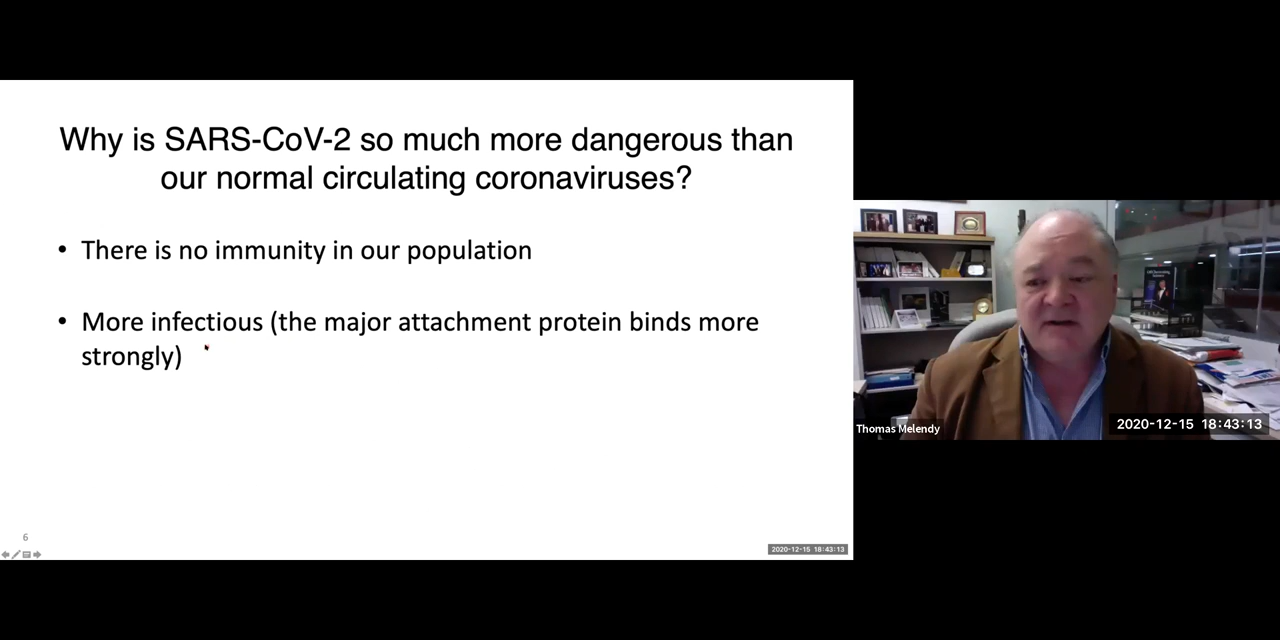 Why is SARS-CoV-2 so much more dangerous than
our normal circulating coronaviruses?
• There is no immunity in our population
• More infectious (the major attachment protein binds more
strongly)
6
2020-12-15 18:43:13
Thomas Melendy
2020-12-15 18:43:13